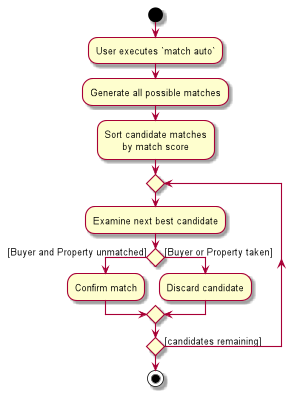 User executes `match auto`
Generate all possible matches
Sort candidate matches
by match score
Examine next best candidate
[Buyer and Property unmatched]
[Buyer or Property taken]
Confirm match
Discard candidate
[candidates remaining]